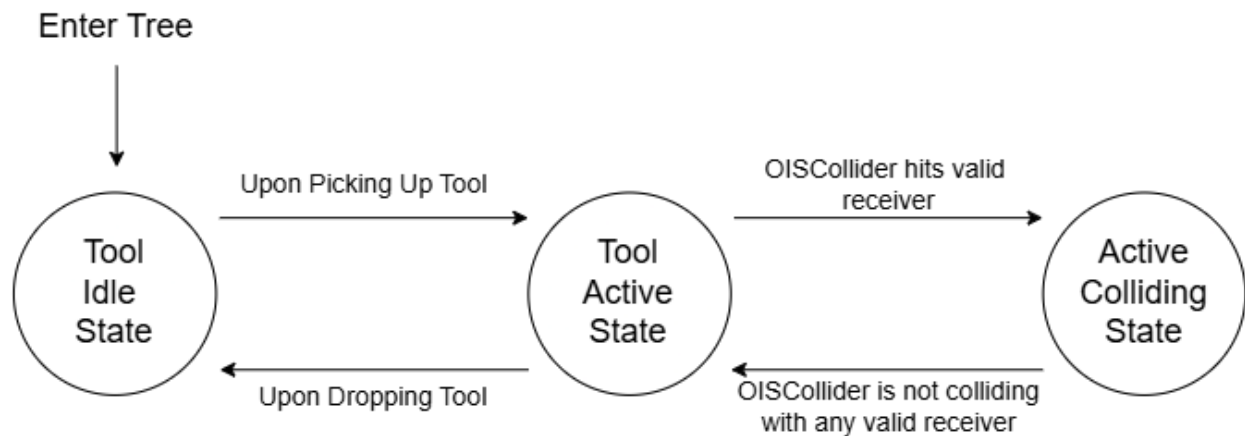 Enter Tree
Upon Picking Up Tool
OISCollider hits valid
receiver
Tool
Idle
State
Tool
Active
State
Active
Colliding
State
Upon Dropping Tool
OISCollider is not colliding
with any valid receiver